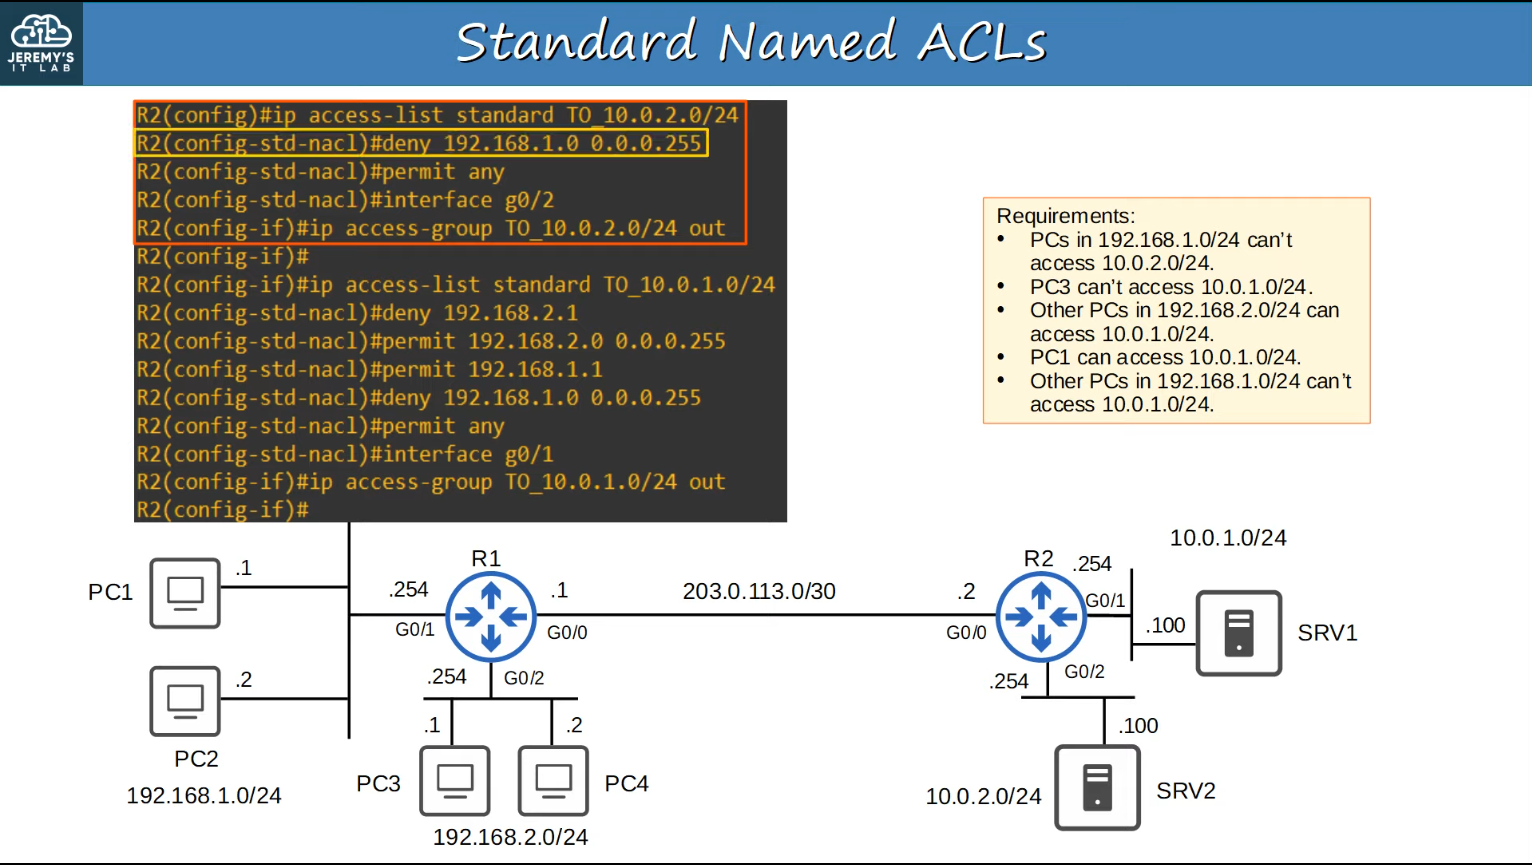 JEREMY'S
IT LAB
Standard Named ACLs
R2(config)#ip access-list standard TO_10.0.2.0/24
R2(config-std-nacl)#deny 192.168.1.0 0.0.0.255
R2(config-std-nacl)#permit any
R2(config-std-nacl)#interface g0/2
R2(config-if)#ip access-group TO_10.0.2.0/24 out
R2(config-if)#
R2(config-if)#ip access-list standard TO_10.0.1.0/24
R2(config-std-nacl)#deny 192.168.2.1
R2(config-std-nacl)#permit 192.168.2.0 0.0.0.255
R2(config-std-nacl)#permit 192.168.1.1
R2(config-std-nacl)#deny 192.168.1.0 0.0.0.255
R2(config-std-nacl)#permit any
R2(config-std-nacl)#interface g0/1
R2(config-if)#ip access-group TO_10.0.1.0/24 out
R2(config-if)#
Requirements:
• PCs in 192.168.1.0/24 can't
access 10.0.2.0/24.
• PC3 can't access 10.0.1.0/24.
• Other PCs in 192.168.2.0/24 can
access 10.0.1.0/24.
• PC1 can access 10.0.1.0/24.
• Other PCs in 192.168.1.0/24 can't
access 10.0.1.0/24.
PC1
.1
.2
PC2
192.168.1.0/24
R1
.254
G0/1
.1
G0/0
.254
G0/2
.1
.2
PC3
PC4
192.168.2.0/24
203.0.113.0/30
R2
.2
G0/0
.254
G0/1
10.0.1.0/24
.100
SRV1
.254
G0/2
.100
10.0.2.0/24
SRV2